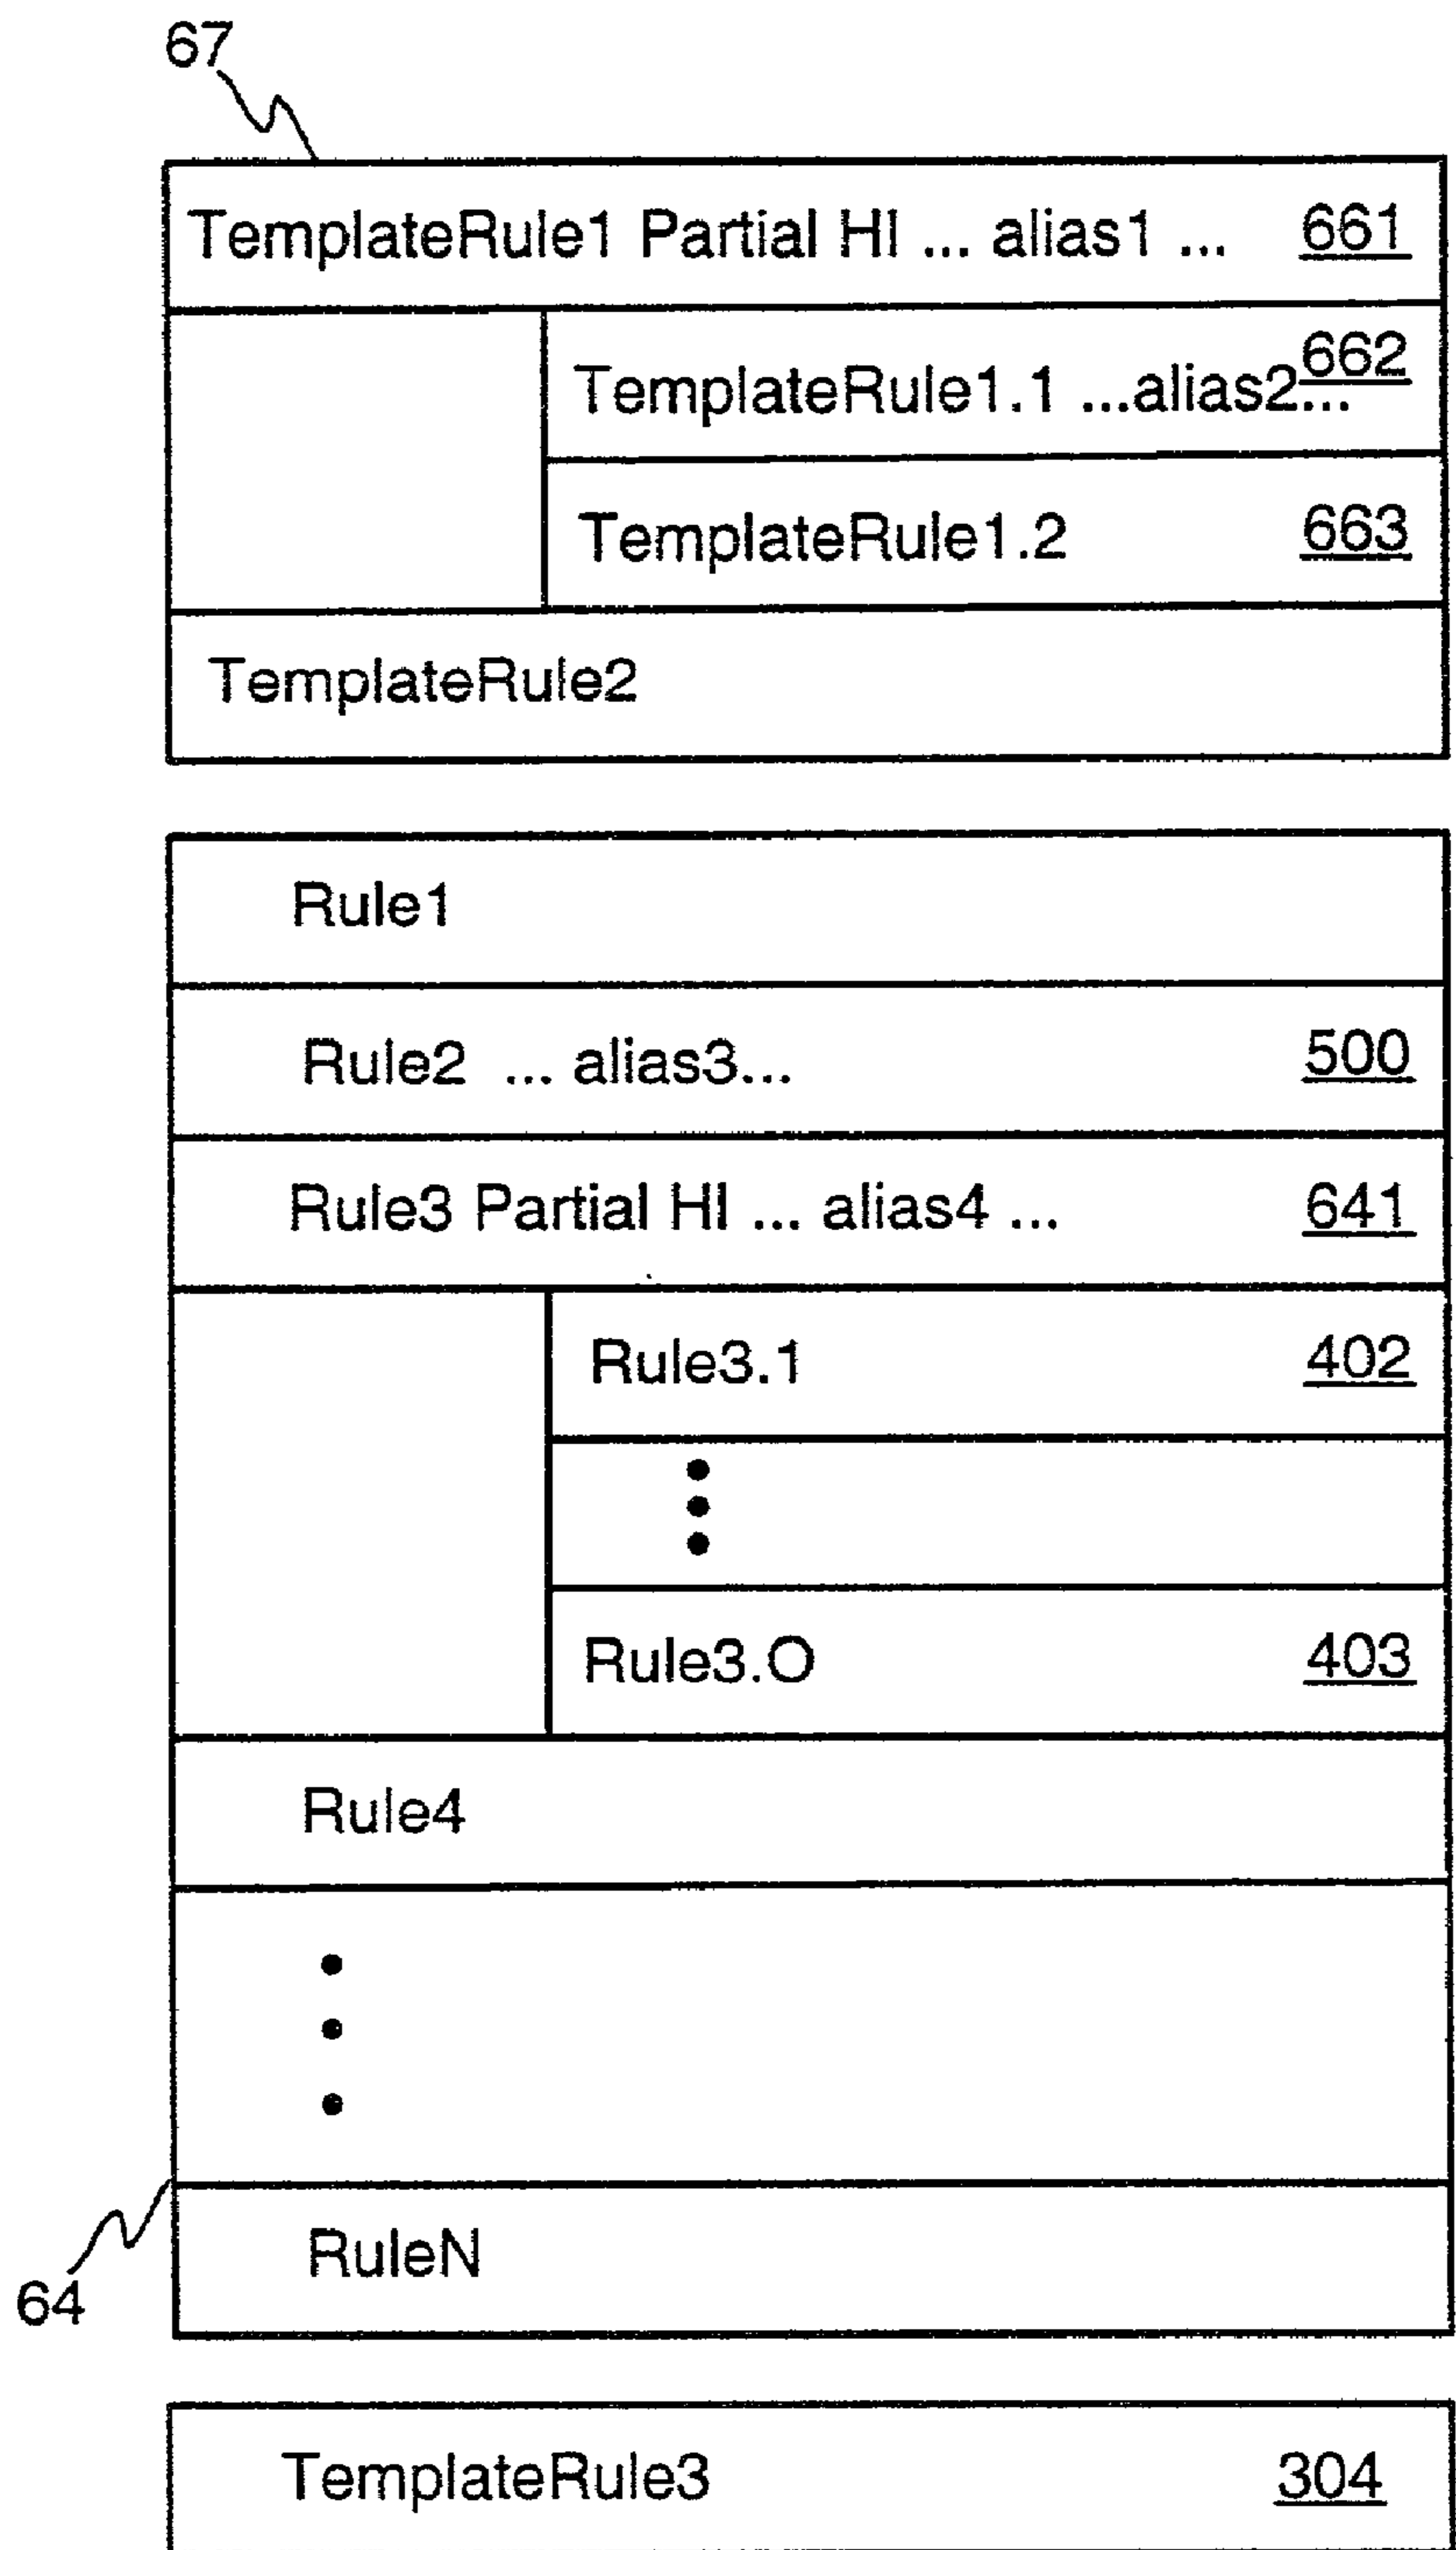 67
TemplateRule1 Partial HI ... alias1 ... 661
TemplateRule1.1 ...alias2... 662
TemplateRule1.2 663
TemplateRule2
Rule1
Rule2 ... alias3... 500
Rule3 Partial HI ... alias4 ... 641
Rule3.1 402
Rule3.O 403
Rule4
RuleN
64
TemplateRule3 304